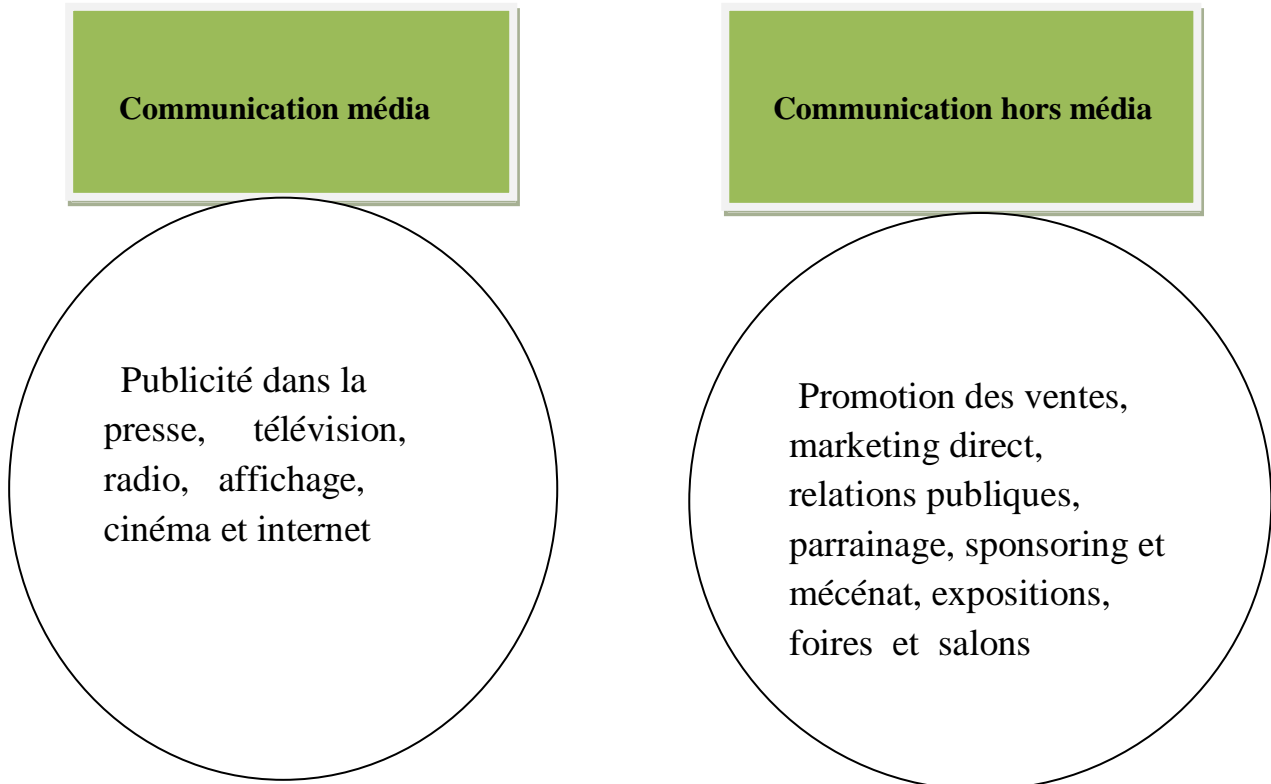 Communication média
Communication hors média
Publicité dans la
presse, télévision,
radio, affichage,
cinéma et internet
Promotion des ventes,
marketing direct,
relations publiques,
parrainage, sponsoring et
mécénat, expositions,
foires et salons